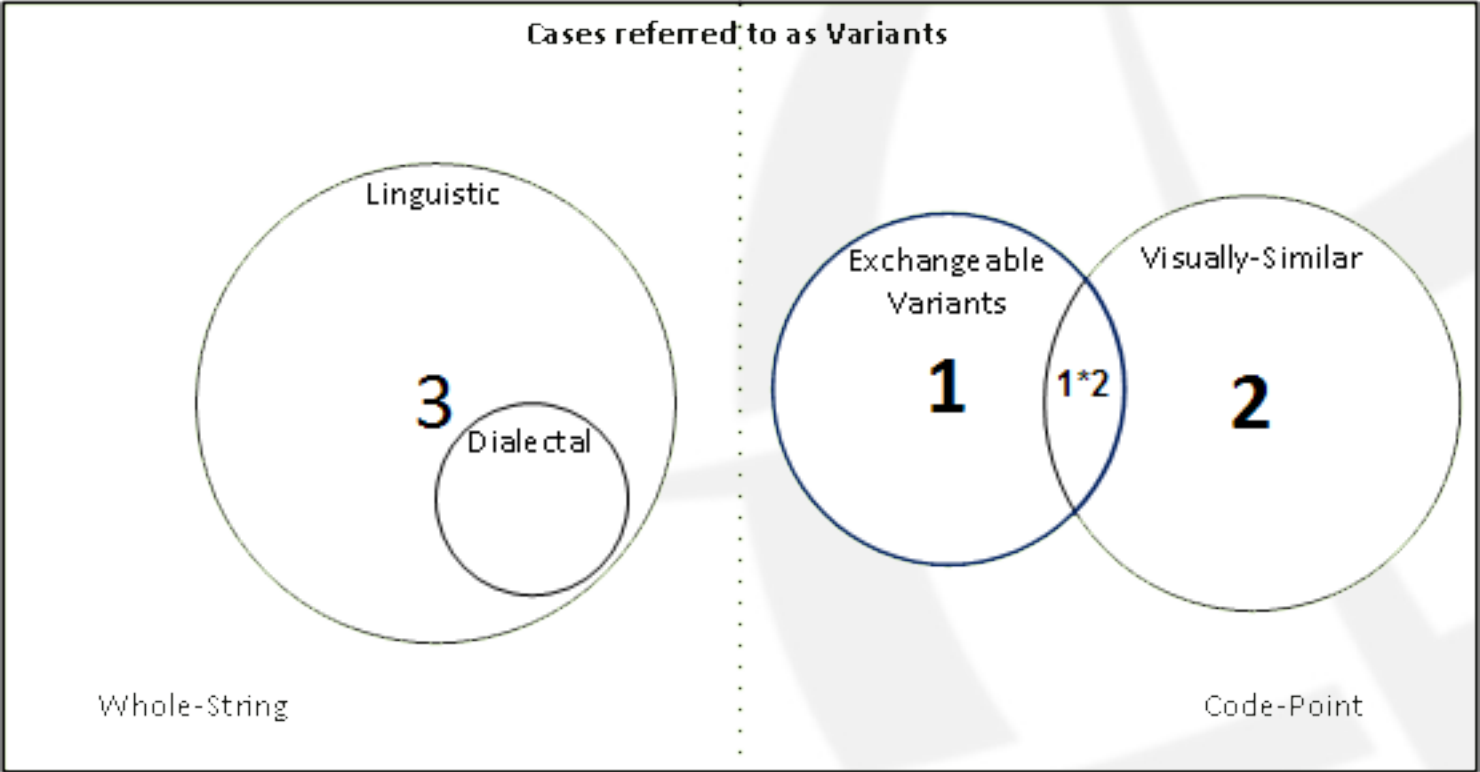 Cases referred to as Variants
Linguistic
3
Dialectal
Whole-String
Exchangeable
Variants
1
1*2
Visually-Similar
2
Code-Point